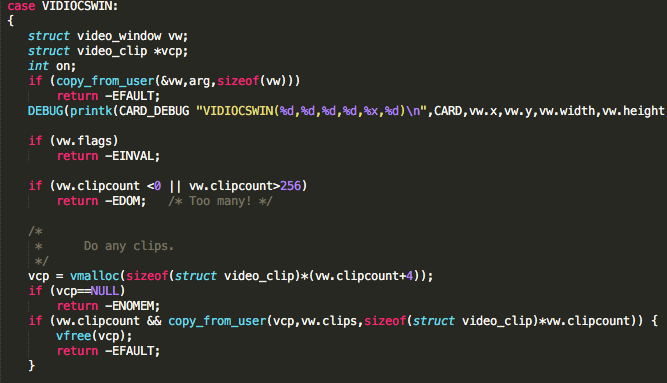 case VIDIOCSWIN:
{
struct video_window vw;
struct video_clip *vcp;
int on;
if (copy_from_user(&vw,arg,sizeof(vw)))
return -EFAULT;
DEBUG(printk(CARD_DEBUG "VIDIOCSWIN(%d,%d,%d,%d,%x,%d)\n",CARD,vw.x,vw.y,vw.width,vw.height
if (vw.flags)
return -EINVAL;
if (vw.clipcount <0 || vw.clipcount>256)
return -EDOM; /* Too many! */
/*
* Do any clips.
*/
vcp = vmalloc(sizeof(struct video_clip)*(vw.clipcount+4));
if (vcp==NULL)
return -ENOMEM;
if (vw.clipcount && copy_from_user(vcp,vw.clips,sizeof(struct video_clip)*vw.clipcount)) {
vfree(vcp);
return -EFAULT;
}